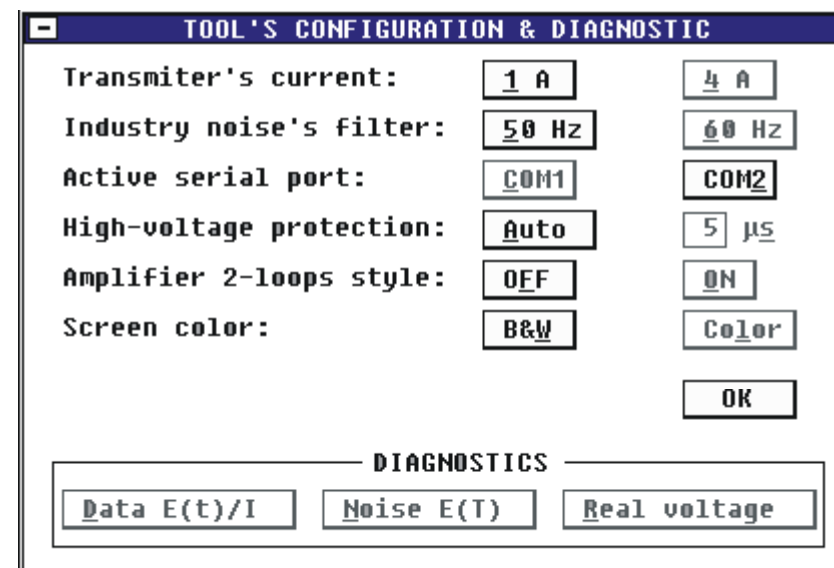 TOOL'S CONFIGURATION & DIAGNOSTIC
Transmiter's current: 1 A 4 A
Industry noise's filter: 50 Hz 60 Hz
Active serial port: COM1 COM2
High-voltage protection: Auto 5 μs
Amplifier 2-loops style: OFF ON
Screen color: B&W Color
OK
DIAGNOSTICS
Data E(t)/I Noise E(T) Real voltage